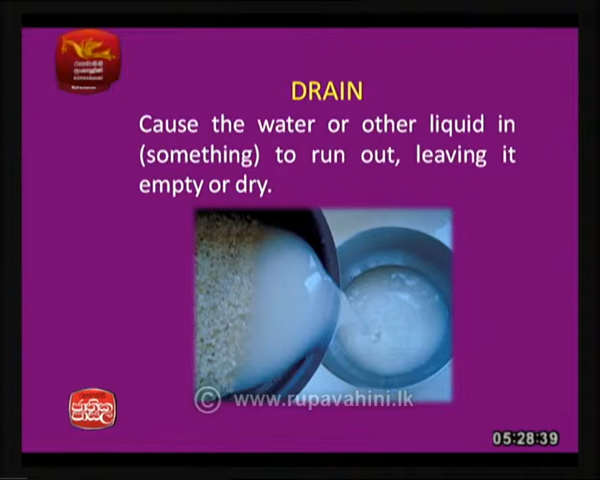 DRAIN
Cause the water or other liquid in
(something) to run out, leaving it
empty or dry.
© www.rupavahini.lk
ජාතික
පාසල
05:28:39